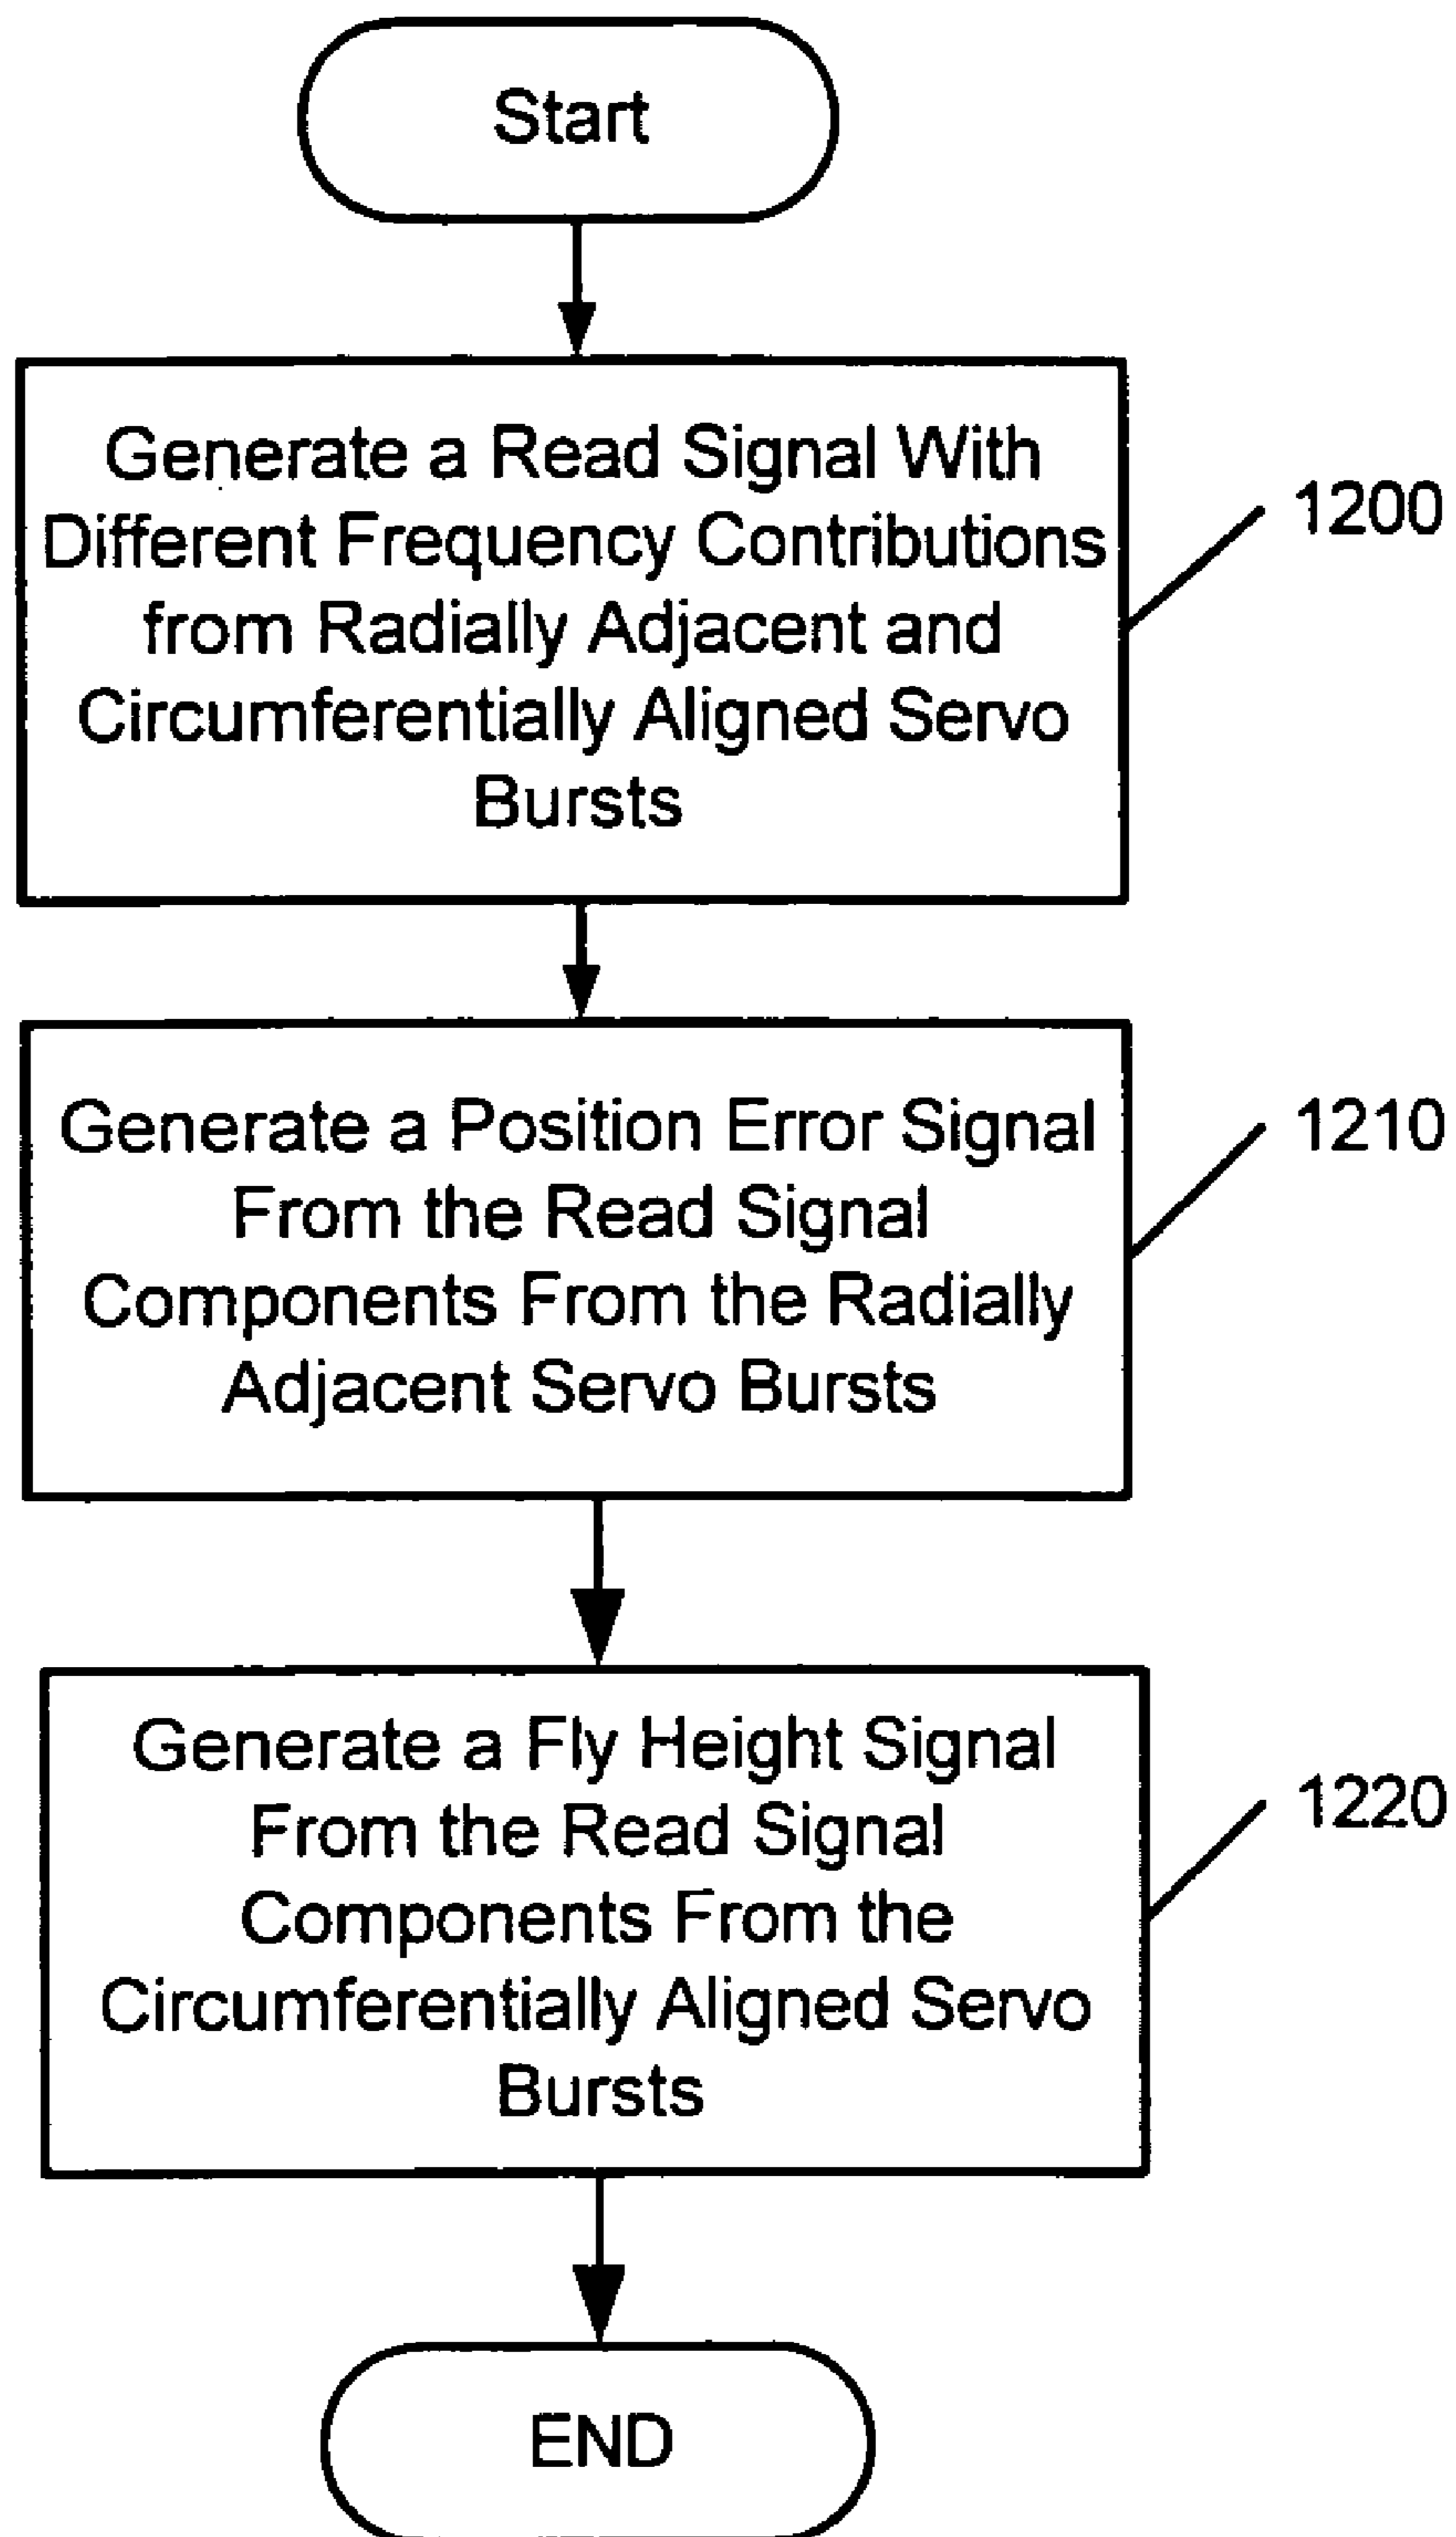 Start
Generate a Read Signal With
Different Frequency Contributions
from Radially Adjacent and
Circumferentially Aligned Servo
Bursts
1200
Generate a Position Error Signal
From the Read Signal
Components From the Radially
Adjacent Servo Bursts
1210
Generate a Fly Height Signal
From the Read Signal
Components From the
Circumferentially Aligned Servo
Bursts
1220
END